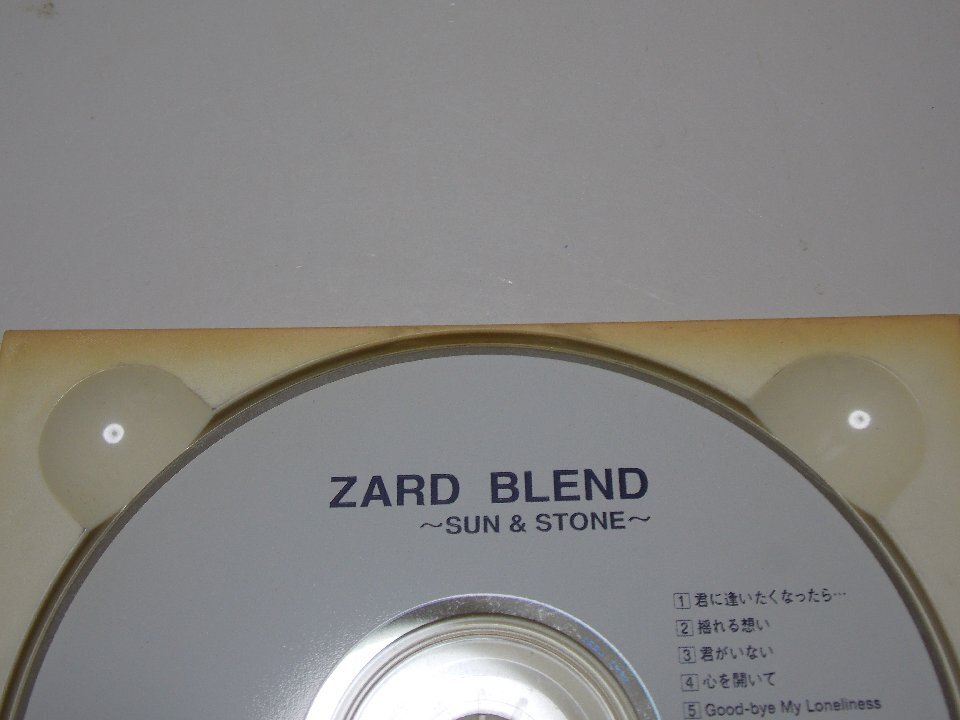 ZARD BLEND
～SUN & STONE～
1 君に逢いたくなったら…
2 揺れる想い
3 君がいない
4 心を開いて
5 Good-bye My Loneliness